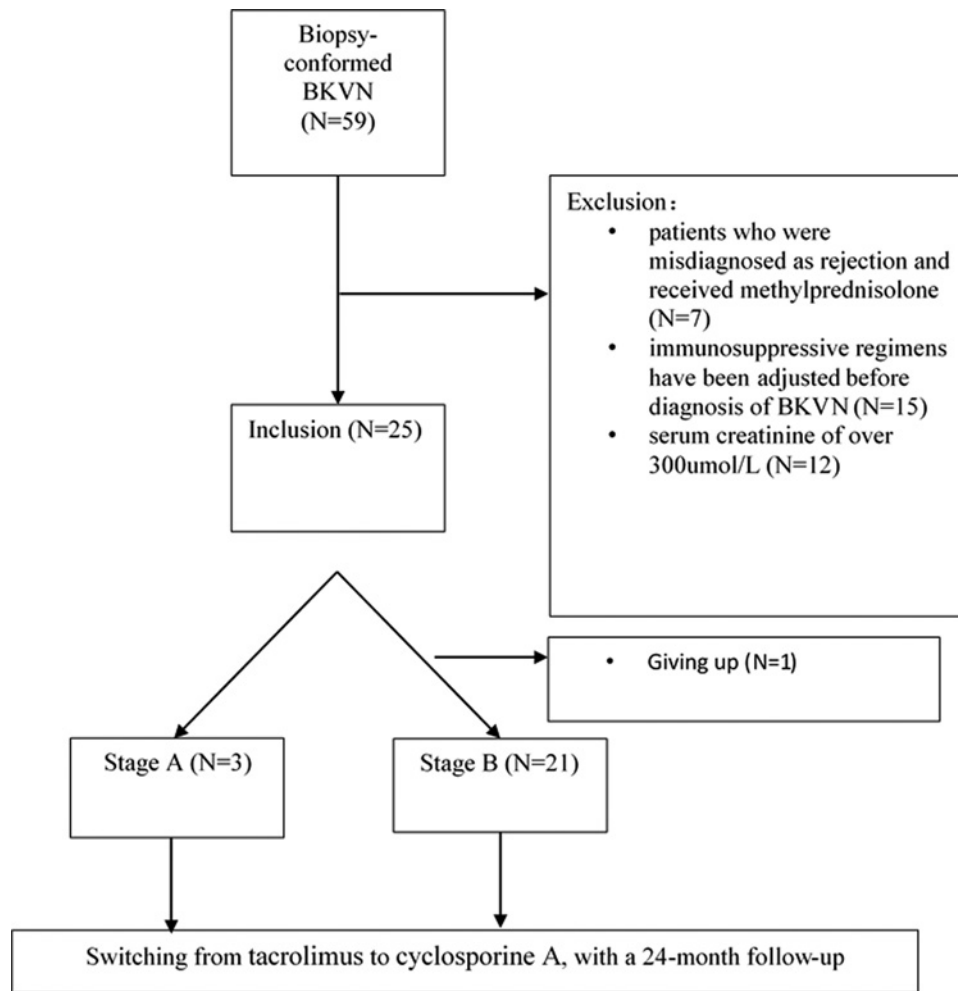 Biopsy-
conformed
BKVN
(N=59)
Exclusion：
• patients who were
misdiagnosed as rejection and
received methylprednisolone
(N=7)
• immunosuppressive regimens
have been adjusted before
diagnosis of BKVN (N=15)
• serum creatinine of over
300umol/L (N=12)
Inclusion (N=25)
• Giving up (N=1)
Stage A (N=3)
Stage B (N=21)
Switching from tacrolimus to cyclosporine A, with a 24-month follow-up